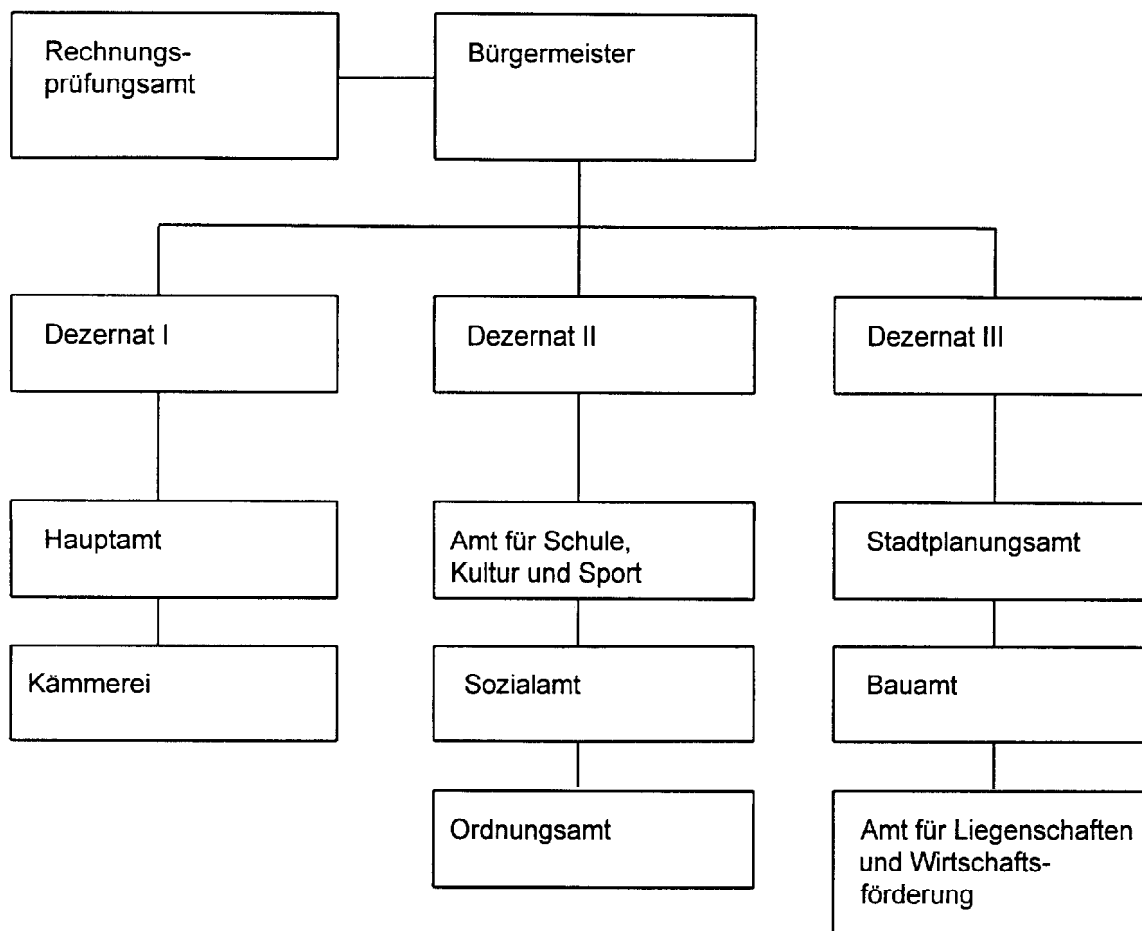 Rechnungs-
prüfungsamt
Bürgermeister
Dezernat I
Dezernat II
Dezernat III
Hauptamt
Amt für Schule,
Kultur und Sport
Stadtplanungsamt
Kämmerei
Sozialamt
Bauamt
Ordnungsamt
Amt für Liegenschaften
und Wirtschafts-
förderung